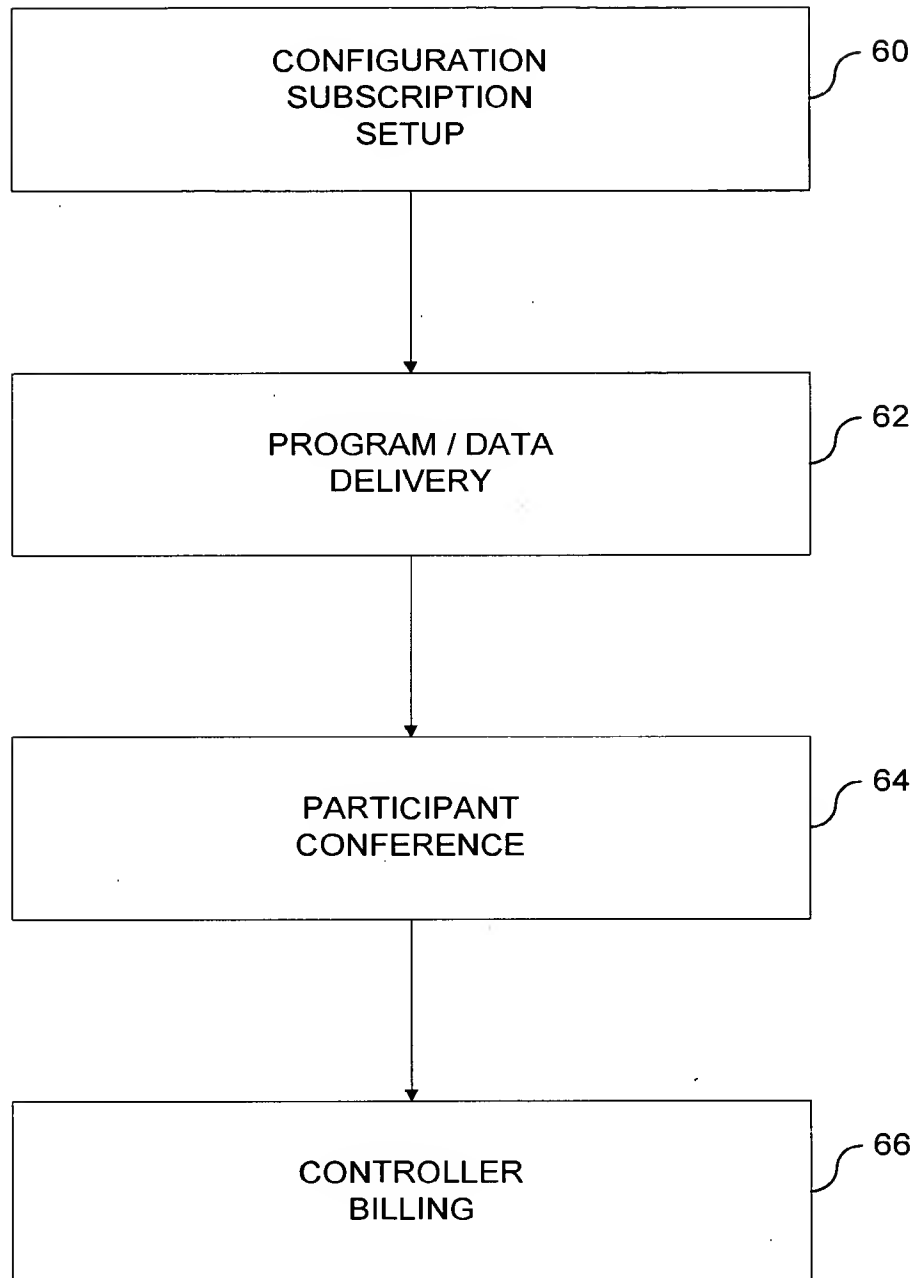 CONFIGURATION
SUBSCRIPTION
SETUP
60
PROGRAM / DATA
DELIVERY
62
PARTICIPANT
CONFERENCE
64
CONTROLLER
BILLING
66